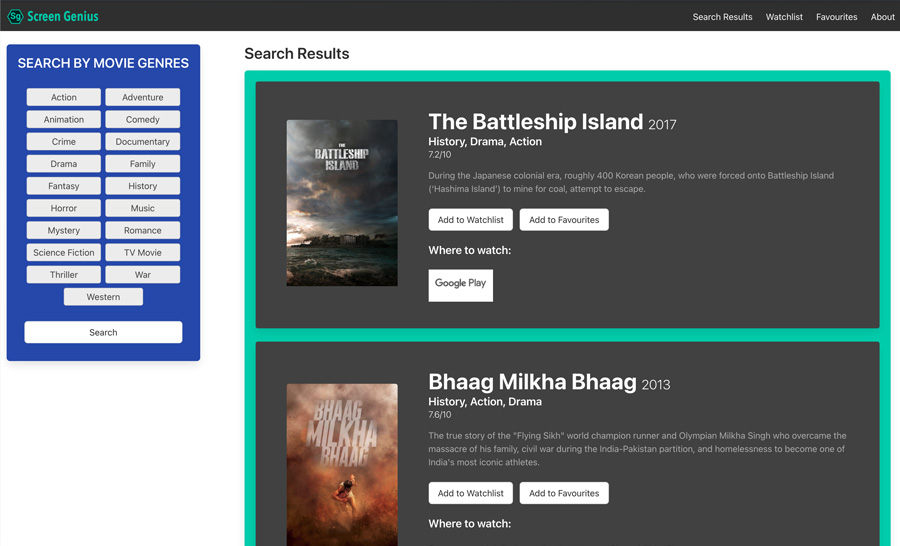 Sg Screen Genius
Search Results Watchlist Favourites About
SEARCH BY MOVIE GENRES
Action Adventure
Animation Comedy
Crime Documentary
Drama Family
Fantasy History
Horror Music
Mystery Romance
Science Fiction TV Movie
Thriller War
Western
Search
Search Results
THE
BATTLESHIP
ISLAND
The Battleship Island 2017
History, Drama, Action
7.2/10
During the Japanese colonial era, roughly 400 Korean people, who were forced onto Battleship Island
(‘Hashima Island’) to mine for coal, attempt to escape.
Add to Watchlist Add to Favourites
Where to watch:
Google Play
BHAAG
MILKHA
BHAAG
Bhaag Milkha Bhaag 2013
History, Action, Drama
7.6/10
The true story of the "Flying Sikh" world champion runner and Olympian Milkha Singh who overcame the
massacre of his family, civil war during the India-Pakistan partition, and homelessness to become one of
India's most iconic athletes.
Add to Watchlist Add to Favourites
Where to watch: